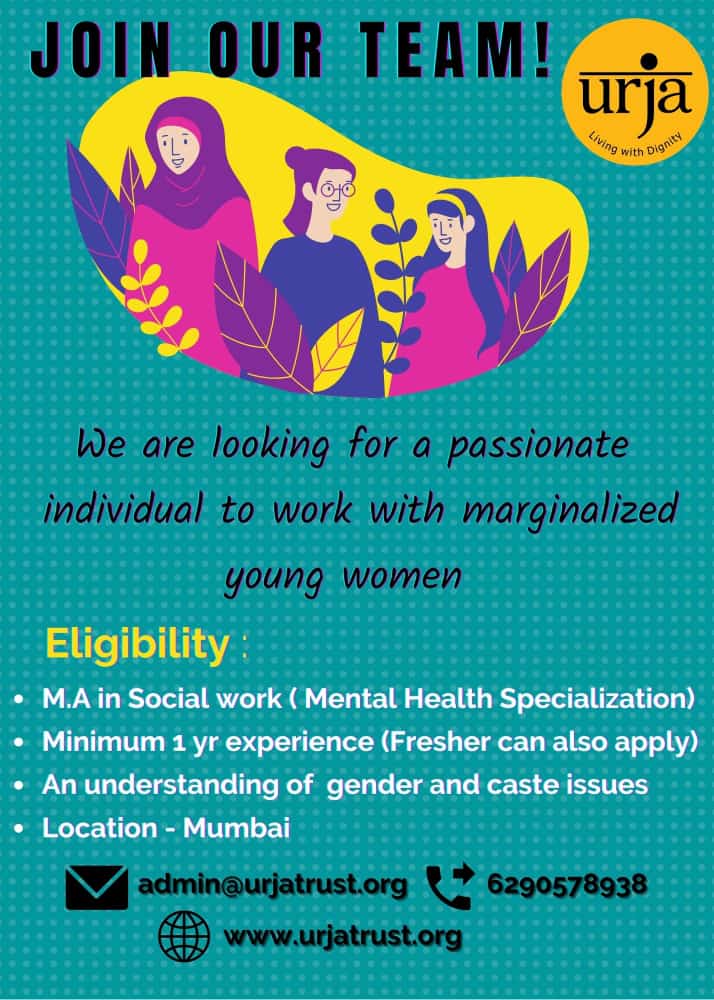 JOIN OUR TEAM!
urja
Living with Dignity
We are looking for a passionate
individual to work with marginalized
young women
Eligibility :
• M.A in Social work ( Mental Health Specialization)
• Minimum 1 yr experience (Fresher can also apply)
• An understanding of  gender and caste issues
• Location - Mumbai
admin@urjatrust.org 6290578938
www.urjatrust.org